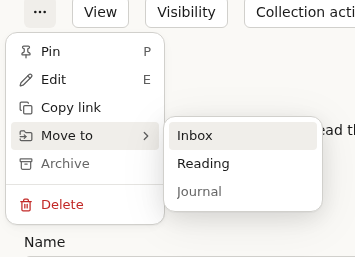 ... View Visibility Collection acti
Pin P
Edit E
Copy link
Move to
Archive
Delete
Inbox
Reading
Journal
ead th
Name